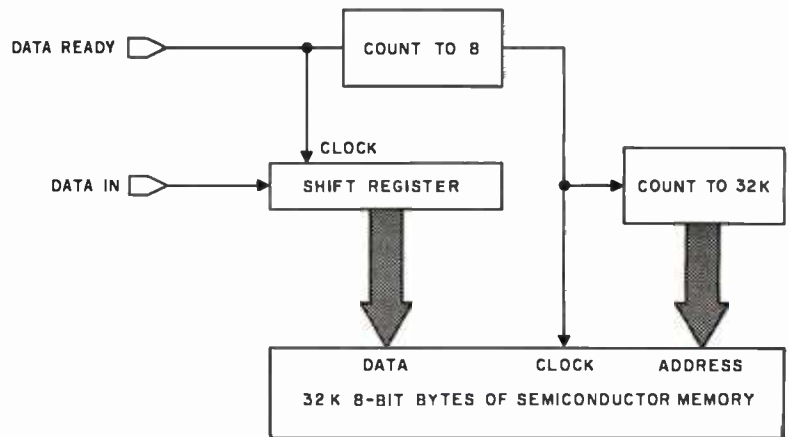 DATA READY
COUNT TO 8
CLOCK
DATA IN
SHIFT REGISTER
COUNT TO 32K
DATA
CLOCK
ADDRESS
32K 8-BIT BYTES OF SEMICONDUCTOR MEMORY